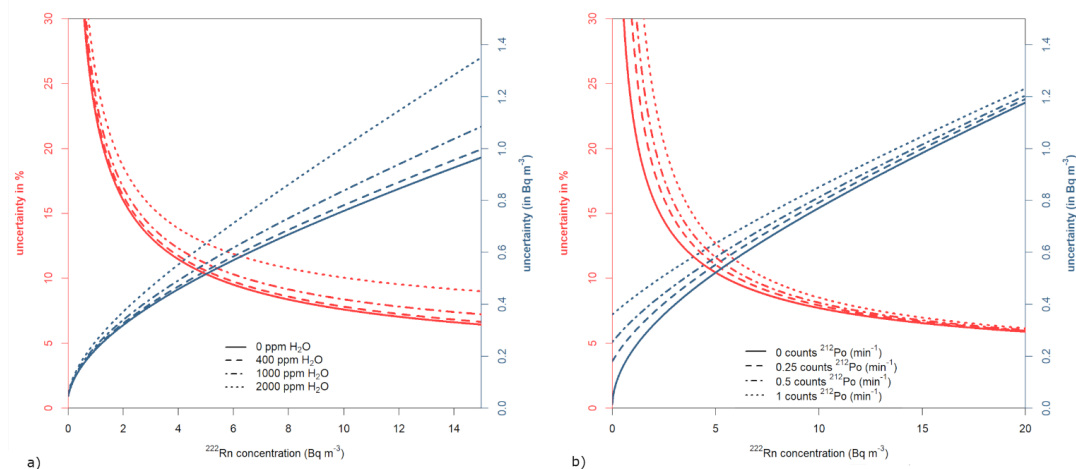 uncertainty in %
30
25
20
15
10
5
0
0 2 4 6 8 10 12 14
²²²Rn concentration (Bq m⁻³)
0.0 0.2 0.4 0.6 0.8 1.0 1.2 1.4
uncertainty (in Bq m⁻³)
0 ppm H₂O
400 ppm H₂O
1000 ppm H₂O
2000 ppm H₂O
a)
uncertainty in %
30
25
20
15
10
5
0
0 5 10 15 20
²²²Rn concentration (Bq m⁻³)
0.0 0.2 0.4 0.6 0.8 1.0 1.2 1.4
uncertainty (in Bq m⁻³)
0 counts ²¹²Po (min⁻¹)
0.25 counts ²¹²Po (min⁻¹)
0.5 counts ²¹²Po (min⁻¹)
1 counts ²¹²Po (min⁻¹)
b)